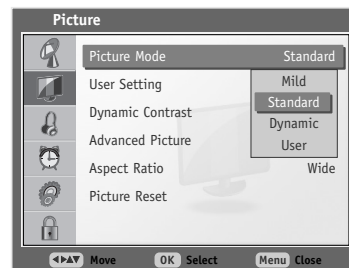 Picture
Picture Mode Standard
User Setting Mild
Standard
Dynamic Contrast Dynamic
Advanced Picture User
Aspect Ratio Wide
Picture Reset
Move OK Select Menu Close